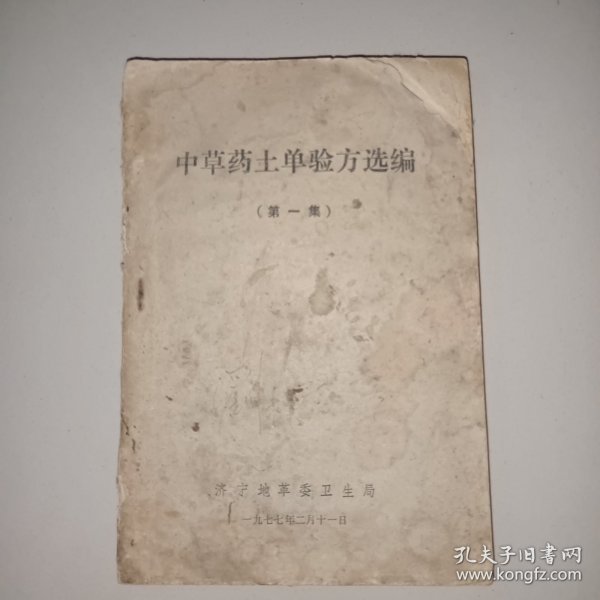 中草药土单验方选编
（第一集）
济宁地革委卫生局
一九七七年二月十一日
孔夫子旧书网
www.kongfz.com